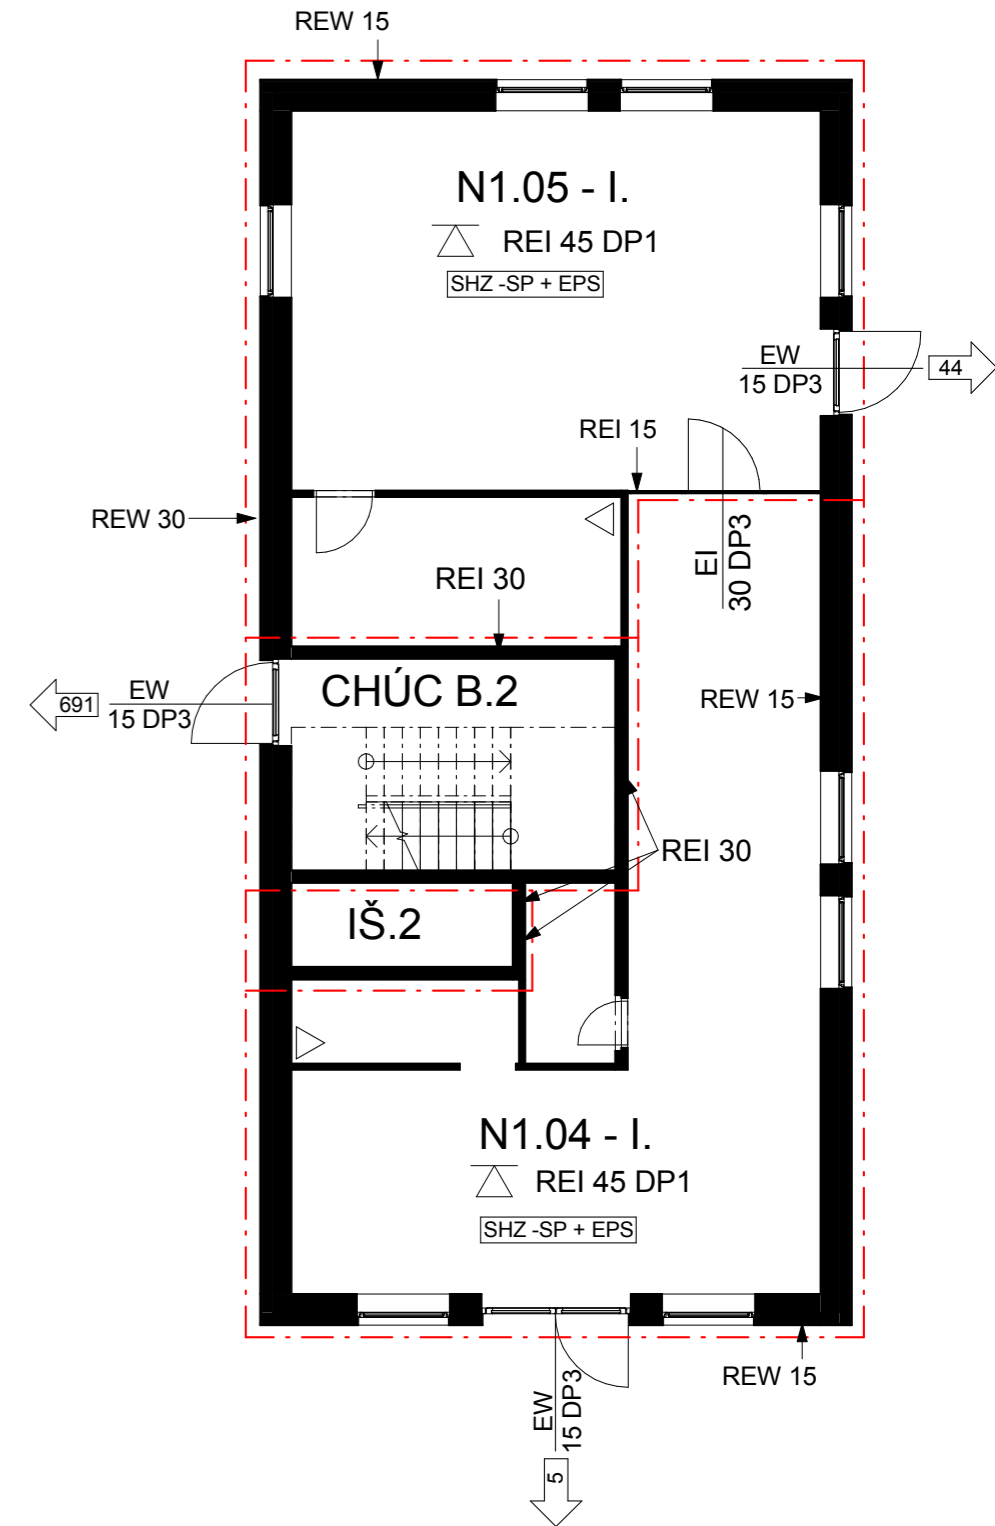 REW 15
N1.05 - I.
REI 45 DP1
SHZ -SP + EPS
EW
15 DP3
44
REI 15
REW 30
EI
30 DP3
REI 30
CHÚC B.2
691
EW
15 DP3
REW 15
REI 30
IŠ.2
N1.04 - I.
REI 45 DP1
SHZ -SP + EPS
REW 15
EW
15 DP3
5